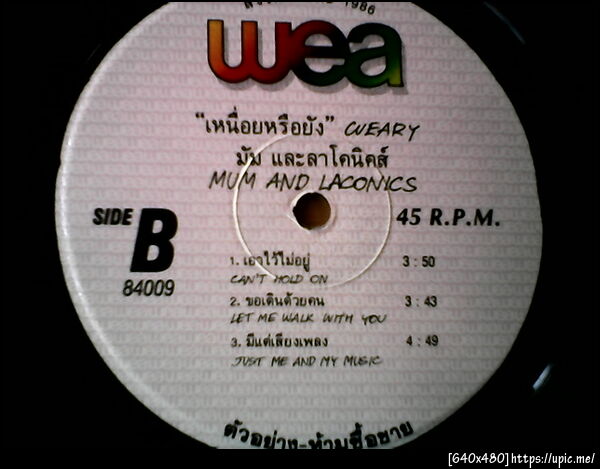 1986
wea
"เหนื่อยหรือยัง" WEARY
มัม และลาโคนิคส์
MUM AND LACONICS
SIDE B
45 R.P.M.
84009
1. เอาไว้ไม่อยู่ 3 : 50
CAN'T HOLD ON
2. ขอเดินด้วยคน 3 : 43
LET ME WALK WITH YOU
3. มีแต่เสียงเพลง 4 : 49
JUST ME AND MY MUSIC
ตัวอย่าง-ห้ามซื้อขาย
[640x480]https://upic.me/